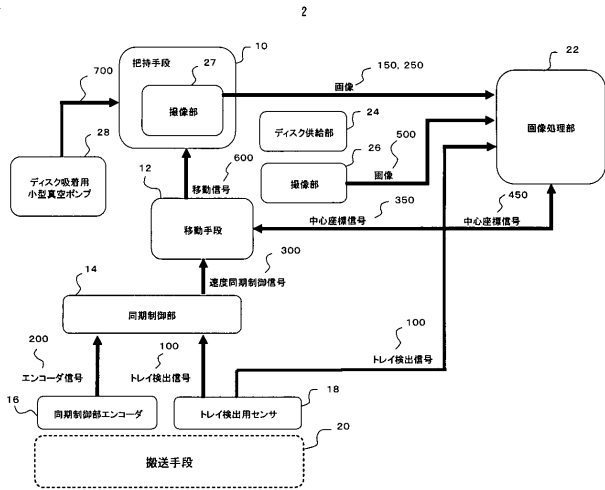 2
10
22
把持手段
27
700
撮像部
画像
150, 250
画像処理部
24
ディスク供給部
28
ディスク吸着用
小型真空ポンプ
600
26
500
撮像部
画像
12
移動信号
移動手段
350
450
中心座標信号
中心座標信号
300
速度同期制御信号
14
同期制御部
200
100
100
エンコーダ信号
トレイ検出信号
トレイ検出信号
16
同期制御部エンコーダ
トレイ検出用センサ
18
20
搬送手段